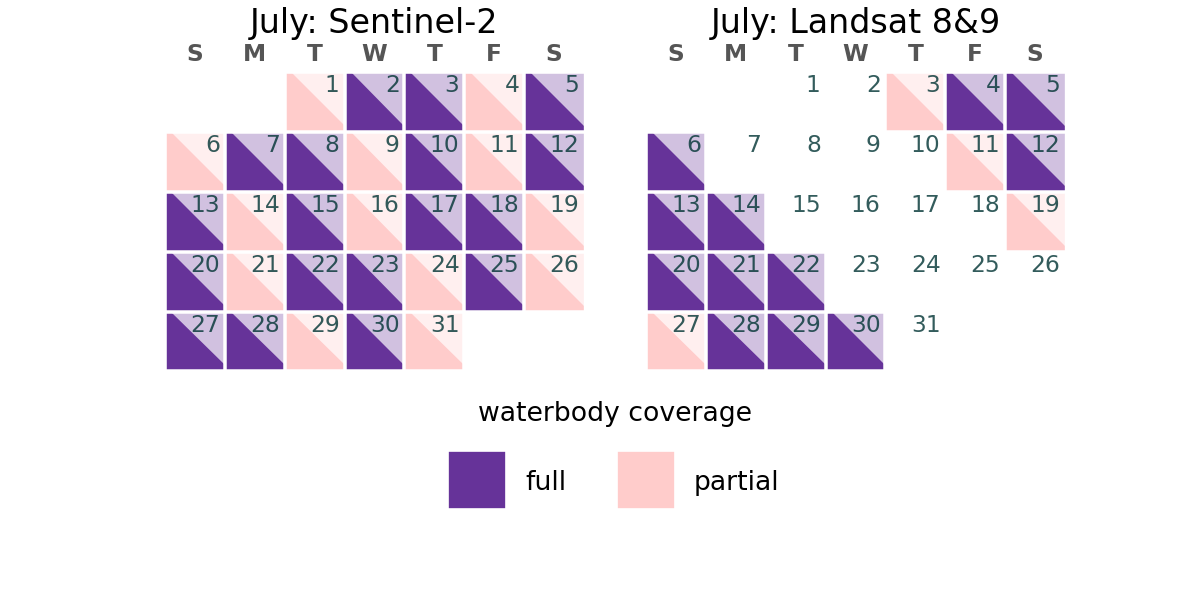 July: Sentinel-2
S M T W T F S
1 2 3 4 5
6 7 8 9 10 11 12
13 14 15 16 17 18 19
20 21 22 23 24 25 26
27 28 29 30 31
July: Landsat 8&9
S M T W T F S
1 2 3 4 5
6 7 8 9 10 11 12
13 14 15 16 17 18 19
20 21 22 23 24 25 26
27 28 29 30 31
waterbody coverage
full partial